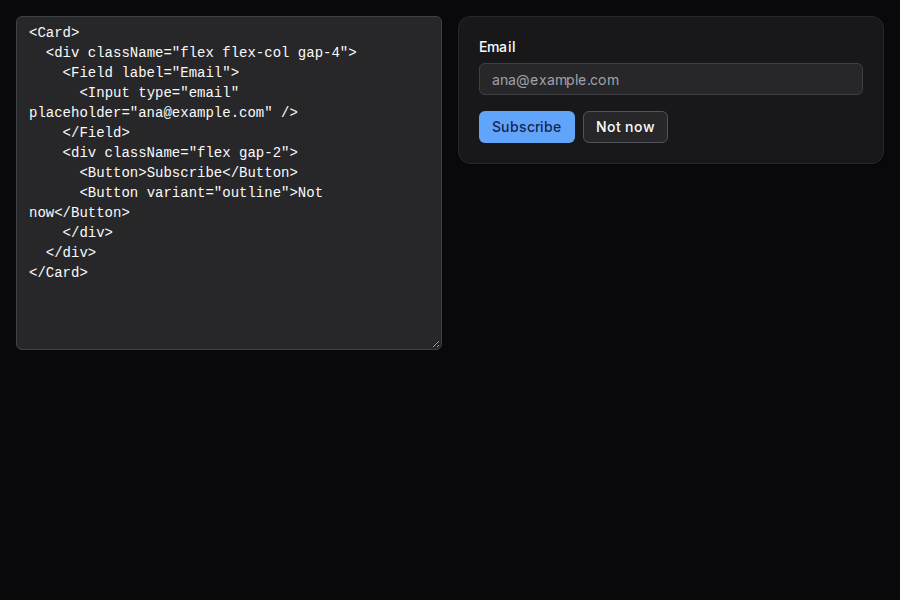 <Card>
  <div className="flex flex-col gap-4">
    <Field label="Email">
      <Input type="email"
placeholder="ana@example.com" />
    </Field>
    <div className="flex gap-2">
      <Button>Subscribe</Button>
      <Button variant="outline">Not
now</Button>
    </div>
  </div>
</Card>
Email
ana@example.com
Subscribe Not now